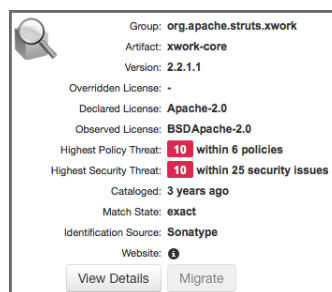 Group: org.apache.struts.xwork
Artifact: xwork-core
Version: 2.2.1.1
Overridden License: -
Declared License: Apache-2.0
Observed License: BSDApache-2.0
Highest Policy Threat: 10 within 6 policies
Highest Security Threat: 10 within 25 security issues
Cataloged: 3 years ago
Match State: exact
Identification Source: Sonatype
Website: i
View Details Migrate